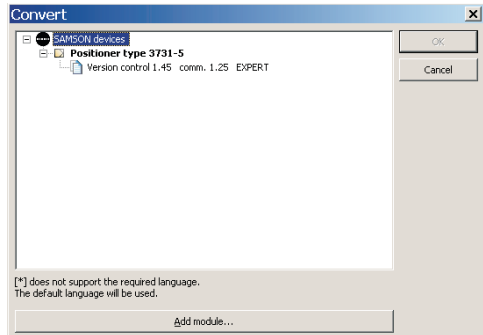 Convert
SAMSON devices
Positioner type 3731-5
Version control 1.45 comm. 1.25 EXPERT
OK
Cancel
[*] does not support the required language.
The default language will be used.
Add module...